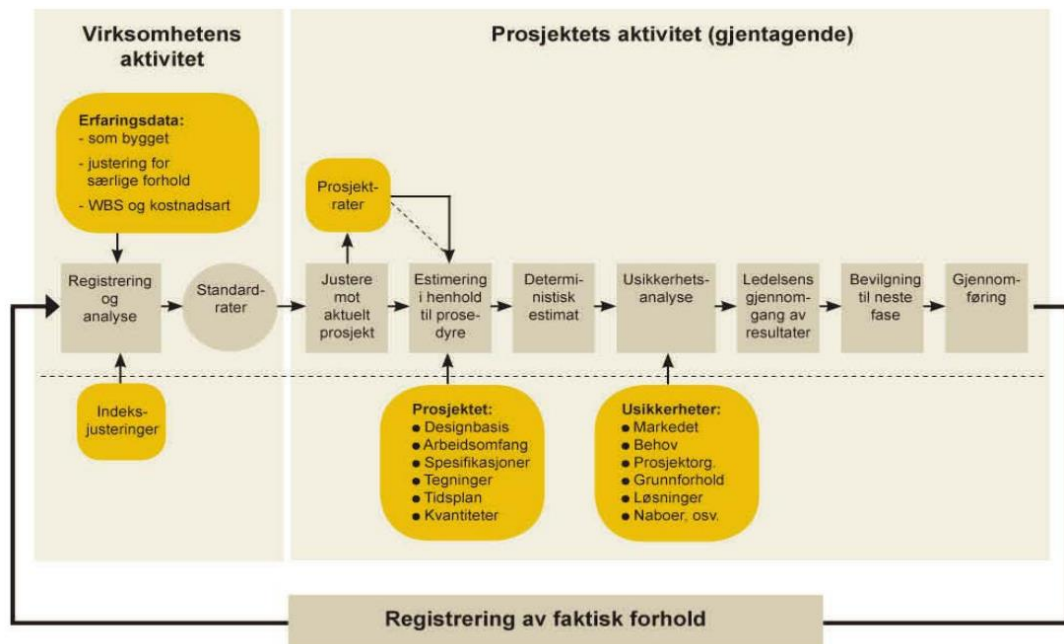 Virksomhetens
aktivitet
Prosjektets aktivitet (gjentagende)
Erfaringsdata:
- som bygget
- justering for
særlige forhold
- WBS og kostnadsart
Prosjekt-
rater
Registrering
og
analyse
Standard-
rater
Justere
mot
aktuelt
prosjekt
Estimering
i henhold
til prose-
dyre
Determi-
nistisk
estimat
Usikkerhets-
analyse
Ledelsens
gjennom-
gang av
resultater
Bevilgning
til neste
fase
Gjennom-
føring
Indeks-
justeringer
Prosjektet:
● Designbasis
● Arbeidsomfang
● Spesifikasjoner
● Tegninger
● Tidsplan
● Kvantiteter
Usikkerheter:
● Markedet
● Behov
● Prosjektorg.
● Grunnforhold
● Løsninger
● Naboer, osv.
Registrering av faktisk forhold